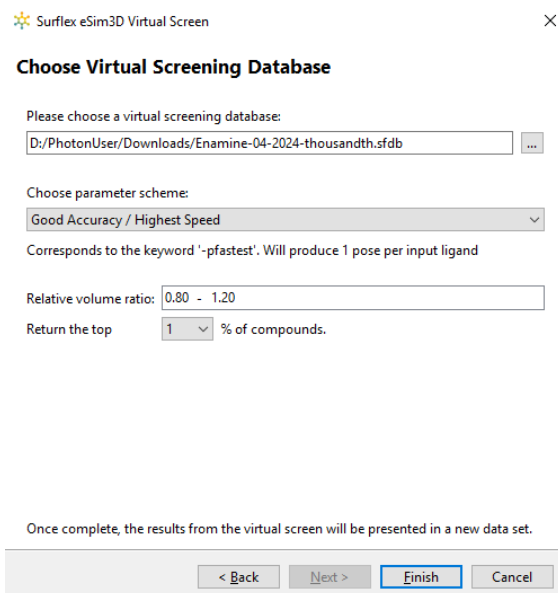 Surflex eSim3D Virtual Screen
Choose Virtual Screening Database
Please choose a virtual screening database:
D:/PhotonUser/Downloads/Enamine-04-2024-thousandth.sfdb
...
Choose parameter scheme:
Good Accuracy / Highest Speed
Corresponds to the keyword '-pfastest'. Will produce 1 pose per input ligand
Relative volume ratio: 0.80 - 1.20
Return the top 1 % of compounds.
Once complete, the results from the virtual screen will be presented in a new data set.
< Back Next > Finish Cancel